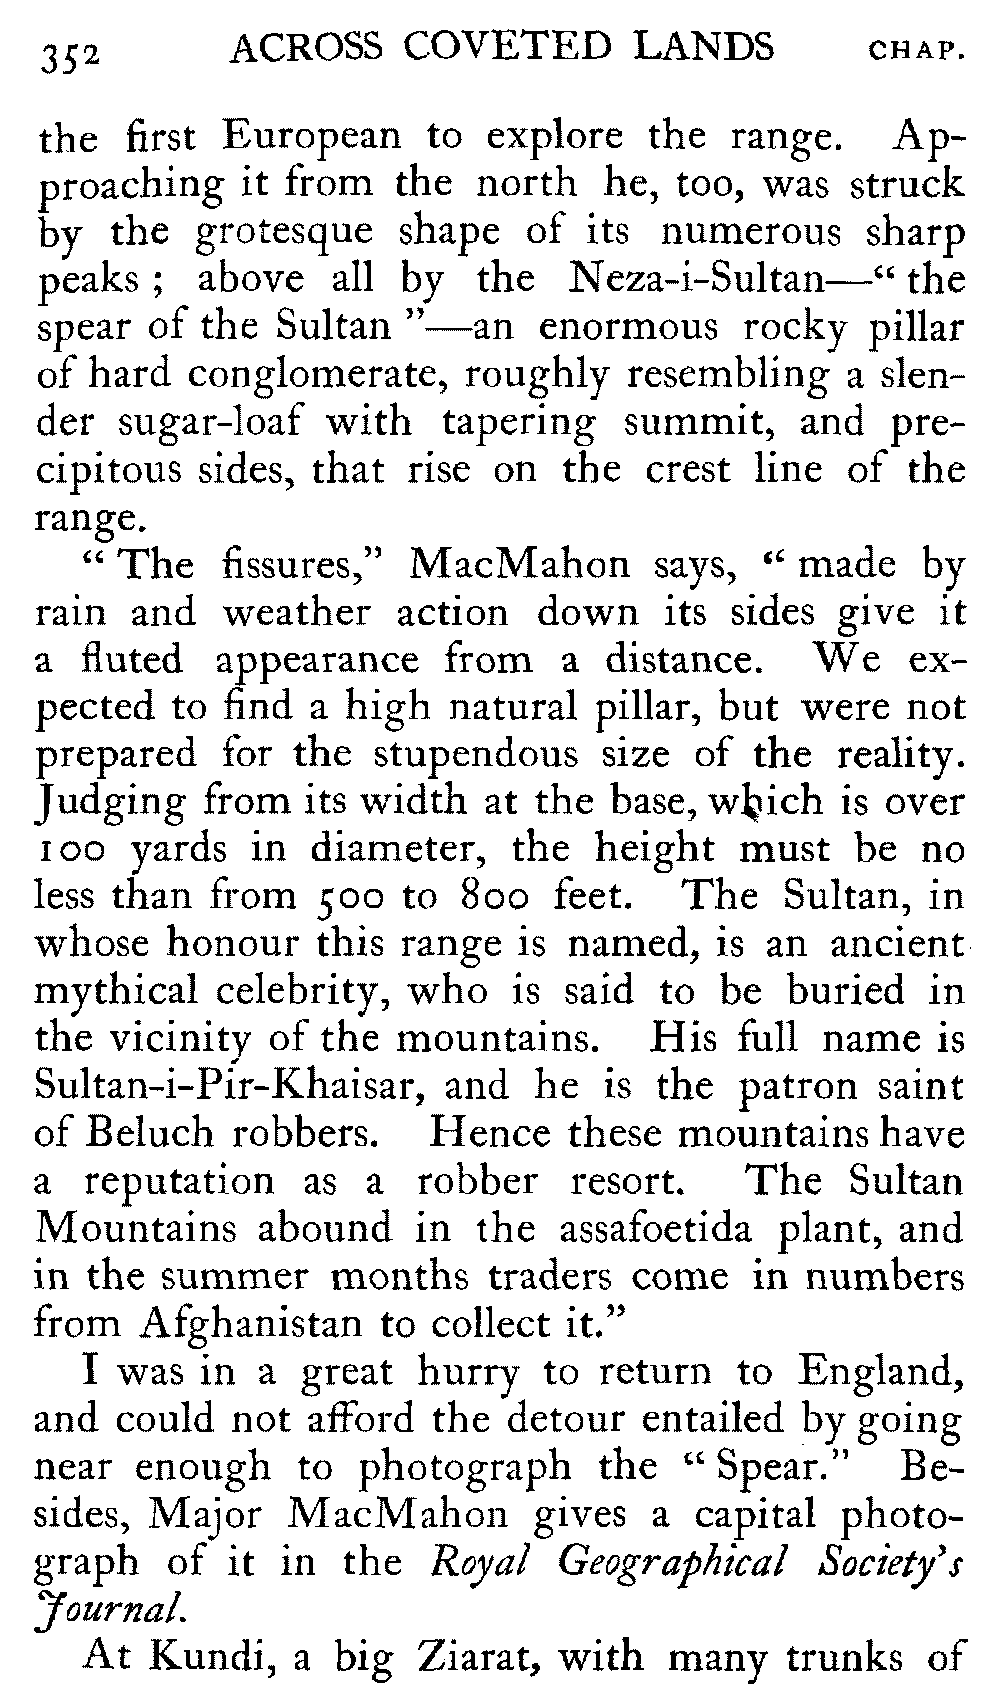 352 ACROSS COVETED LANDS CHAP.
the first European to explore the range. Ap-
proaching it from the north he, too, was struck
by the grotesque shape of its numerous sharp
peaks ; above all by the Neza-i-Sultan—“ the
spear of the Sultan ”—an enormous rocky pillar
of hard conglomerate, roughly resembling a slen-
der sugar-loaf with tapering summit, and pre-
cipitous sides, that rise on the crest line of the
range.
“ The fissures,” MacMahon says, “ made by
rain and weather action down its sides give it
a fluted appearance from a distance. We ex-
pected to find a high natural pillar, but were not
prepared for the stupendous size of the reality.
Judging from its width at the base, which is over
100 yards in diameter, the height must be no
less than from 500 to 800 feet. The Sultan, in
whose honour this range is named, is an ancient
mythical celebrity, who is said to be buried in
the vicinity of the mountains. His full name is
Sultan-i-Pir-Khaisar, and he is the patron saint
of Beluch robbers. Hence these mountains have
a reputation as a robber resort. The Sultan
Mountains abound in the assafoetida plant, and
in the summer months traders come in numbers
from Afghanistan to collect it.”
I was in a great hurry to return to England,
and could not afford the detour entailed by going
near enough to photograph the “ Spear.” Be-
sides, Major MacMahon gives a capital photo-
graph of it in the Royal Geographical Society's
Journal.
At Kundi, a big Ziarat, with many trunks of